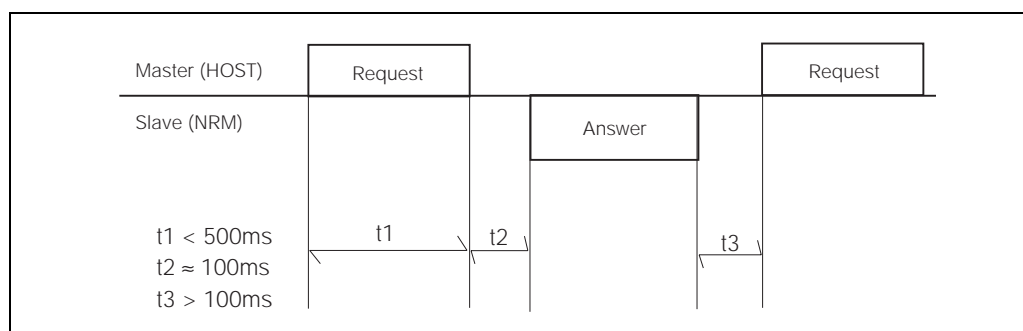 Master (HOST)
Request
Request
Slave (NRM)
Answer
t1
t2
t3
t1 < 500ms
t2 ≈ 100ms
t3 > 100ms